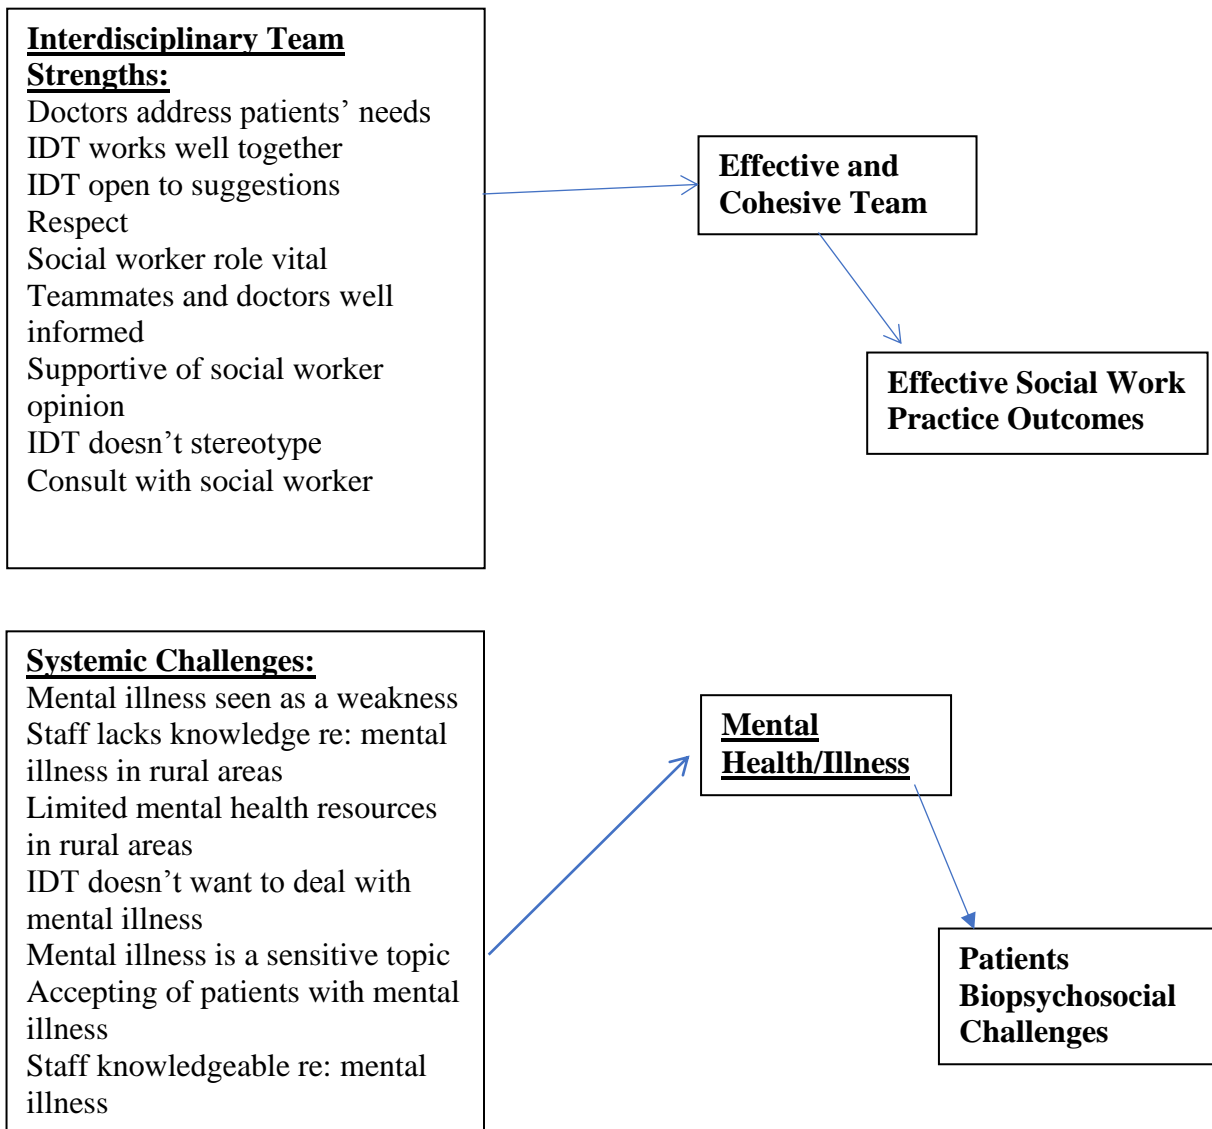 Interdisciplinary Team
Strengths:
Doctors address patients’ needs
IDT works well together
IDT open to suggestions
Respect
Social worker role vital
Teammates and doctors well
informed
Supportive of social worker
opinion
IDT doesn’t stereotype
Consult with social worker
Effective and
Cohesive Team
Effective Social Work
Practice Outcomes
Systemic Challenges:
Mental illness seen as a weakness
Staff lacks knowledge re: mental
illness in rural areas
Limited mental health resources
in rural areas
IDT doesn’t want to deal with
mental illness
Mental illness is a sensitive topic
Accepting of patients with mental
illness
Staff knowledgeable re: mental
illness
Mental
Health/Illness
Patients
Biopsychosocial
Challenges